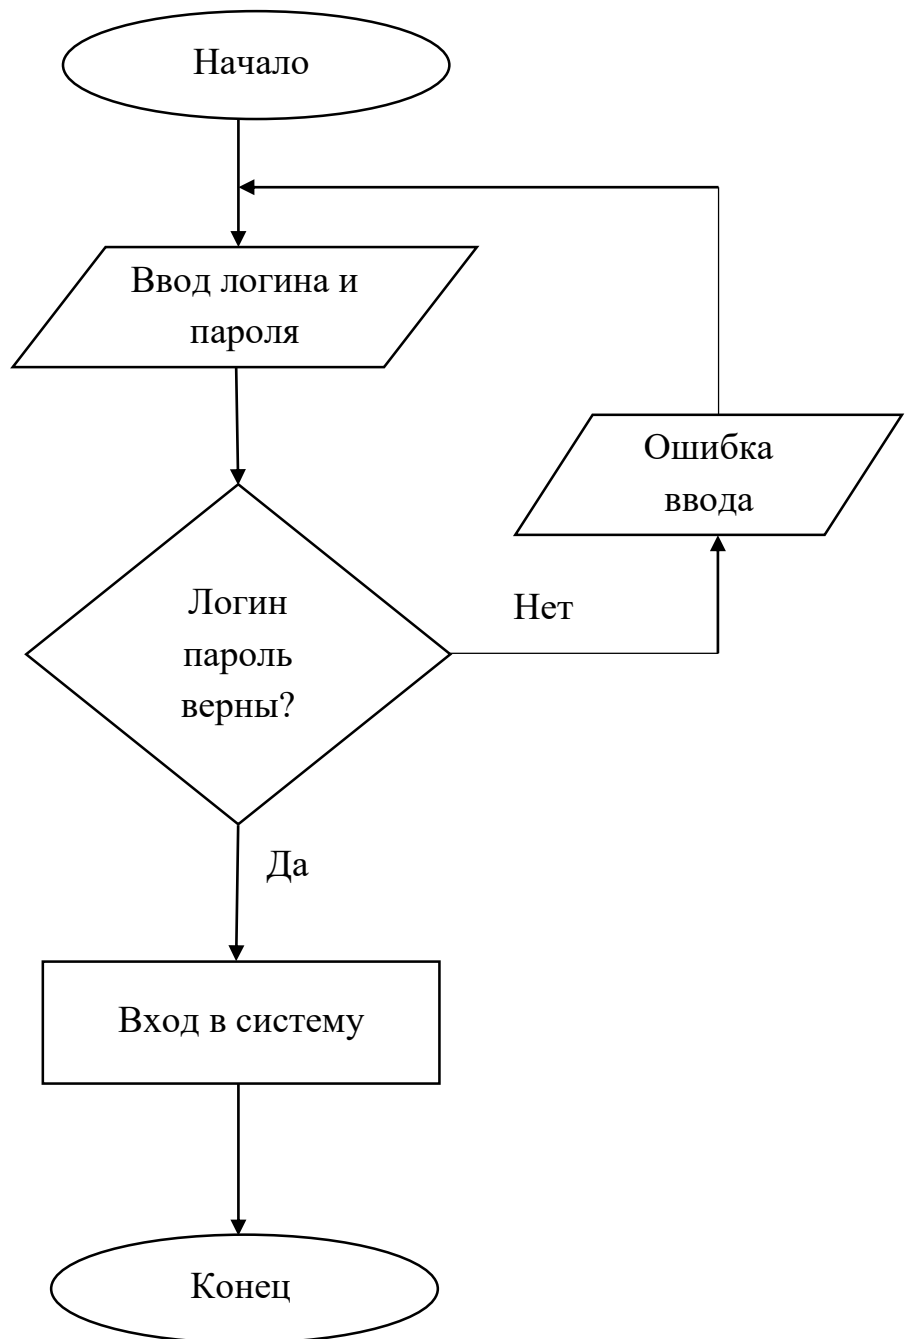 Начало
Ввод логина и
пароля
Ошибка
ввода
Логин
пароль
верны?
Нет
Да
Вход в систему
Конец